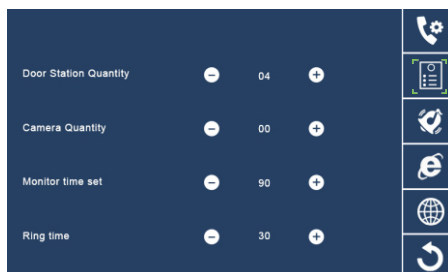 Door Station Quantity 04
Camera Quantity 00
Monitor time set 90
Ring time 30